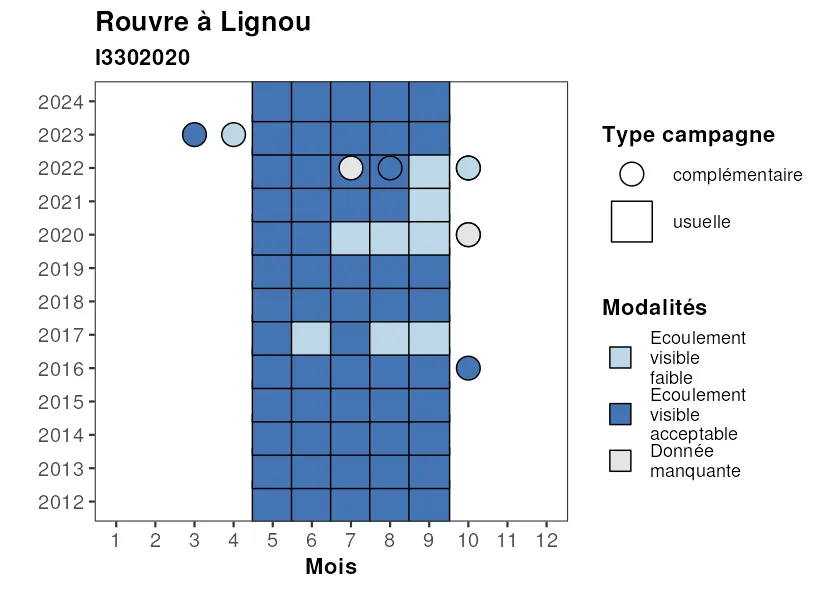 Rouvre à Lignou
I3302020
2024
2023
2022
2021
2020
2019
2018
2017
2016
2015
2014
2013
2012
1 2 3 4 5 6 7 8 9 10 11 12
Mois
Type campagne
complémentaire
usuelle
Modalités
Ecoulement
visible
faible
Ecoulement
visible
acceptable
Donnée
manquante